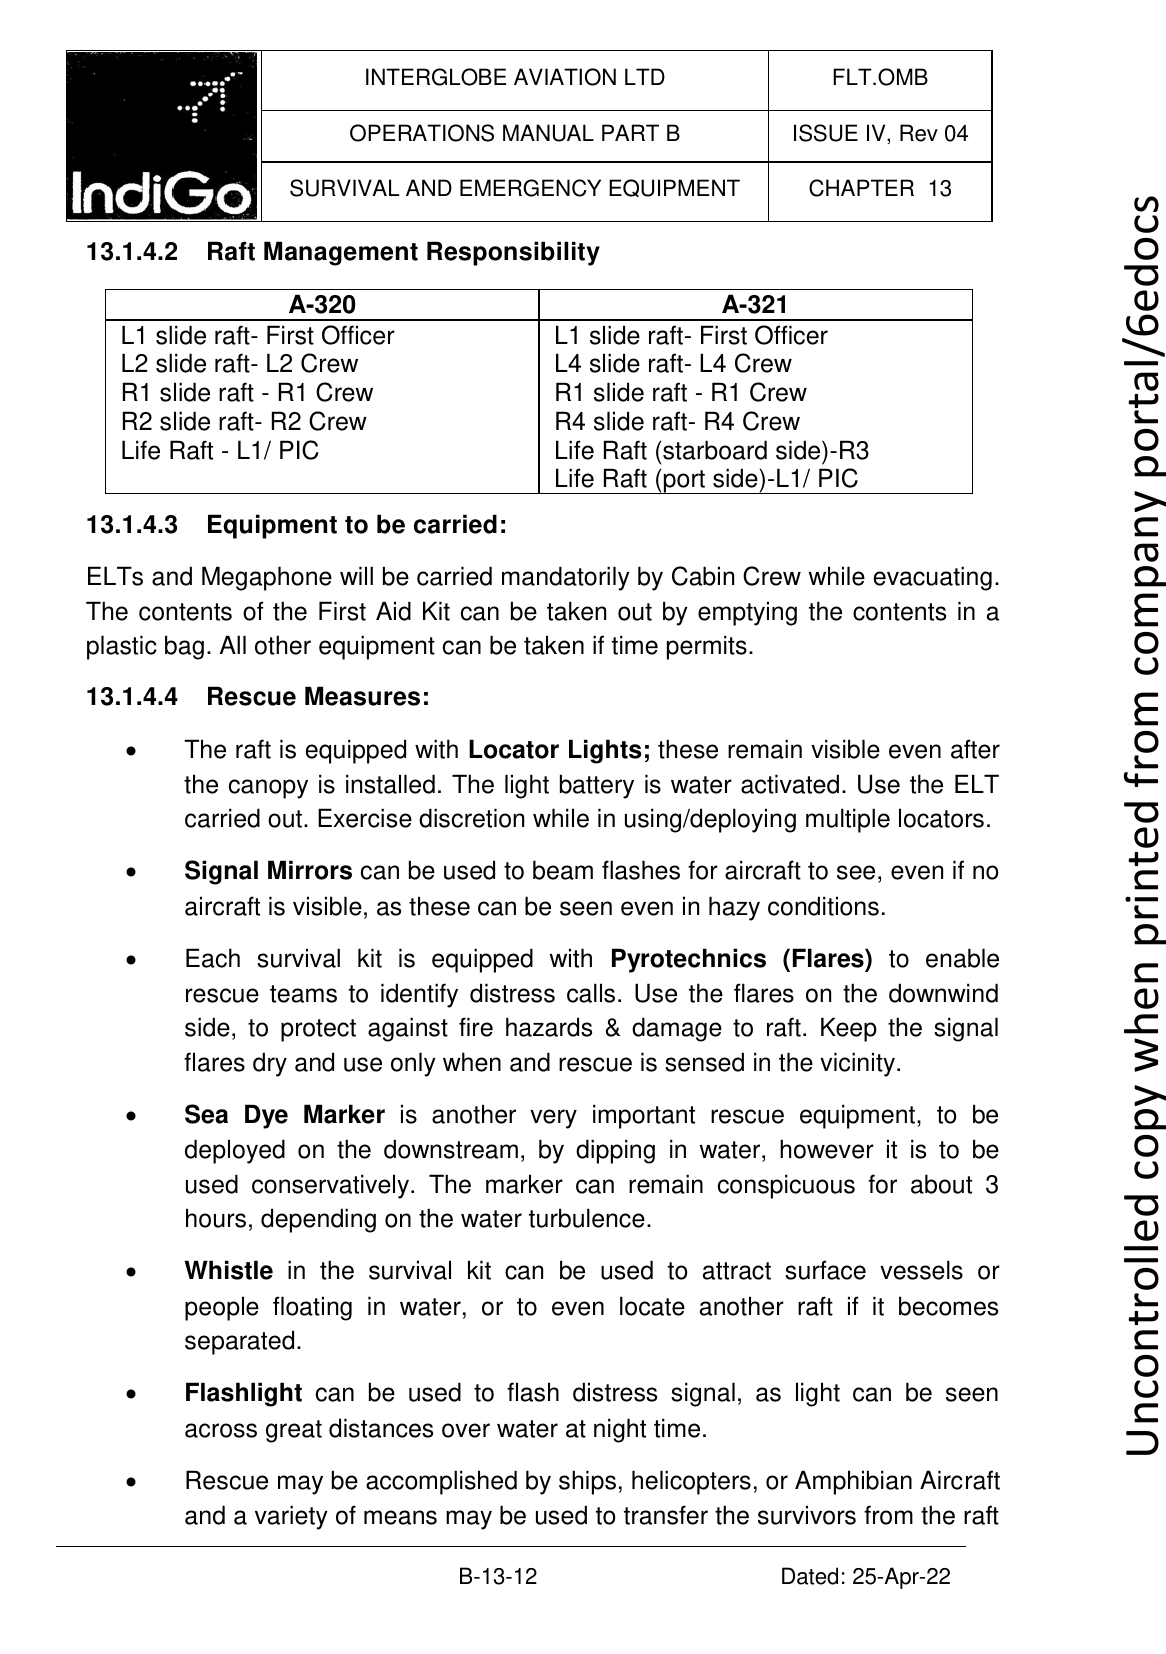 IndiGo
INTERGLOBE AVIATION LTD
FLT.OMB
OPERATIONS MANUAL PART B
ISSUE IV, Rev 04
SURVIVAL AND EMERGENCY EQUIPMENT
CHAPTER 13
13.1.4.2 Raft Management Responsibility
A-320
A-321
L1 slide raft- First Officer
L2 slide raft- L2 Crew
R1 slide raft - R1 Crew
R2 slide raft- R2 Crew
Life Raft - L1/ PIC
L1 slide raft- First Officer
L4 slide raft- L4 Crew
R1 slide raft - R1 Crew
R4 slide raft- R4 Crew
Life Raft (starboard side)-R3
Life Raft (port side)-L1/ PIC
13.1.4.3 Equipment to be carried:
ELTs and Megaphone will be carried mandatorily by Cabin Crew while evacuating.
The contents of the First Aid Kit can be taken out by emptying the contents in a
plastic bag. All other equipment can be taken if time permits.
13.1.4.4 Rescue Measures:
• The raft is equipped with Locator Lights; these remain visible even after
the canopy is installed. The light battery is water activated. Use the ELT
carried out. Exercise discretion while in using/deploying multiple locators.
• Signal Mirrors can be used to beam flashes for aircraft to see, even if no
aircraft is visible, as these can be seen even in hazy conditions.
• Each survival kit is equipped with Pyrotechnics (Flares) to enable
rescue teams to identify distress calls. Use the flares on the downwind
side, to protect against fire hazards & damage to raft. Keep the signal
flares dry and use only when and rescue is sensed in the vicinity.
• Sea Dye Marker is another very important rescue equipment, to be
deployed on the downstream, by dipping in water, however it is to be
used conservatively. The marker can remain conspicuous for about 3
hours, depending on the water turbulence.
• Whistle in the survival kit can be used to attract surface vessels or
people floating in water, or to even locate another raft if it becomes
separated.
• Flashlight can be used to flash distress signal, as light can be seen
across great distances over water at night time.
• Rescue may be accomplished by ships, helicopters, or Amphibian Aircraft
and a variety of means may be used to transfer the survivors from the raft
B-13-12
Dated: 25-Apr-22
Uncontrolled copy when printed from company portal/6edocs